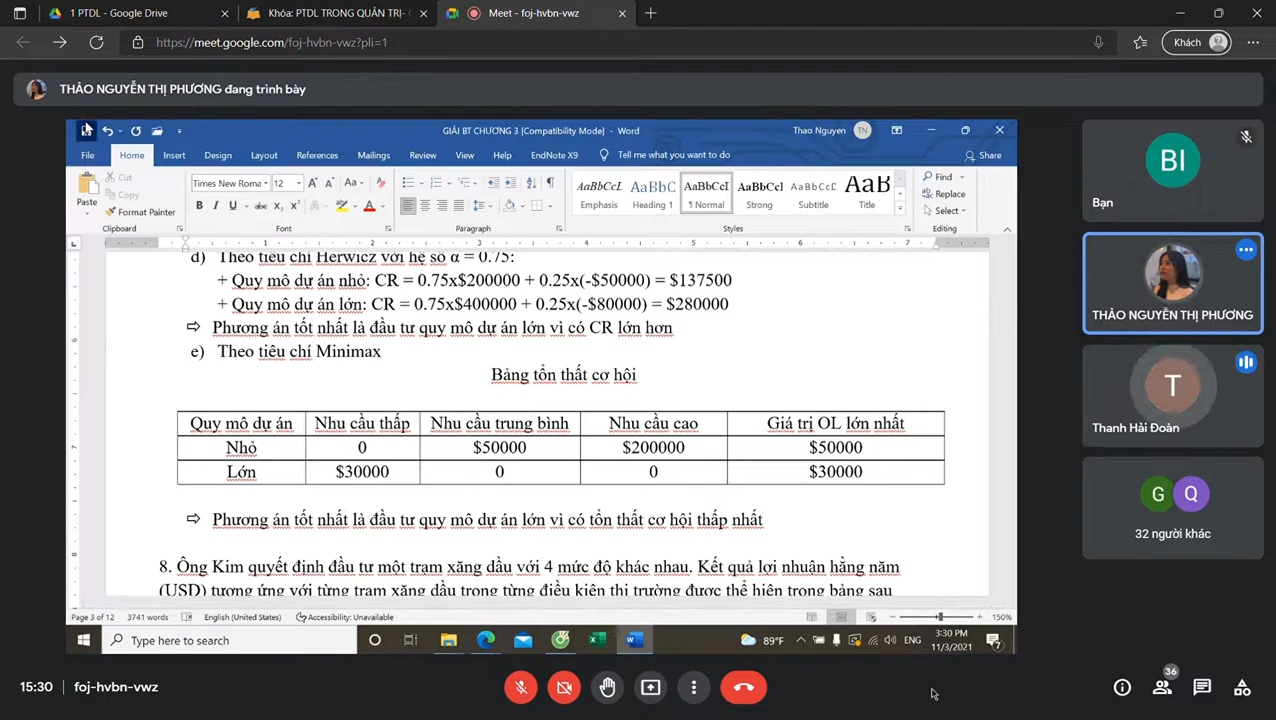 1 PTDL - Google Drive
Khóa: PTDL TRONG QUẢN TRỊ-
Meet - foj-hvbn-vwz
https://meet.google.com/foj-hvbn-vwz?pli=1
Khách
THẢO NGUYỄN THỊ PHƯƠNG đang trình bày
GIẢI BT CHƯƠNG 3 [Compatibility Mode] - Word
Thao Nguyen
TN
File Home Insert Design Layout References Mailings Review View Help EndNote X9 Tell me what you want to do Share
Paste
Cut
Copy
Format Painter
Clipboard
Times New Roma
12
Font
Paragraph
AaBbCcL AaBbC AaBbCcI AaBbCc AaBbCcD AaB
Emphasis Heading 1 ¶ Normal Strong Subtitle Title
Styles
Find
Replace
Select
Editing
d) Theo tiêu chí Herwicz với hệ số α = 0.75:
+ Quy mô dự án nhỏ: CR = 0.75x$200000 + 0.25x(-$50000) = $137500
+ Quy mô dự án lớn: CR = 0.75x$400000 + 0.25x(-$80000) = $280000
⇨ Phương án tốt nhất là đầu tư quy mô dự án lớn vì có CR lớn hơn
e) Theo tiêu chí Minimax
Bảng tổn thất cơ hội
Quy mô dự án Nhu cầu thấp Nhu cầu trung bình Nhu cầu cao Giá trị OL lớn nhất
Nhỏ 0 $50000 $200000 $50000
Lớn $30000 0 0 $30000
⇨ Phương án tốt nhất là đầu tư quy mô dự án lớn vì có tổn thất cơ hội thấp nhất
8. Ông Kim quyết định đầu tư một trạm xăng dầu với 4 mức độ khác nhau. Kết quả lợi nhuận hằng năm
(USD) tương ứng với từng trạm xăng dầu trong từng điều kiện thị trường được thể hiện trong bảng sau
Page 3 of 12 3741 words English (United States) Accessibility: Unavailable 150%
Type here to search
89°F
ENG
3:30 PM
11/3/2021
7
BI
Bạn
THẢO NGUYỄN THỊ PHƯƠNG
T
Thanh Hải Đoàn
G Q
32 người khác
15:30 foj-hvbn-vwz
36